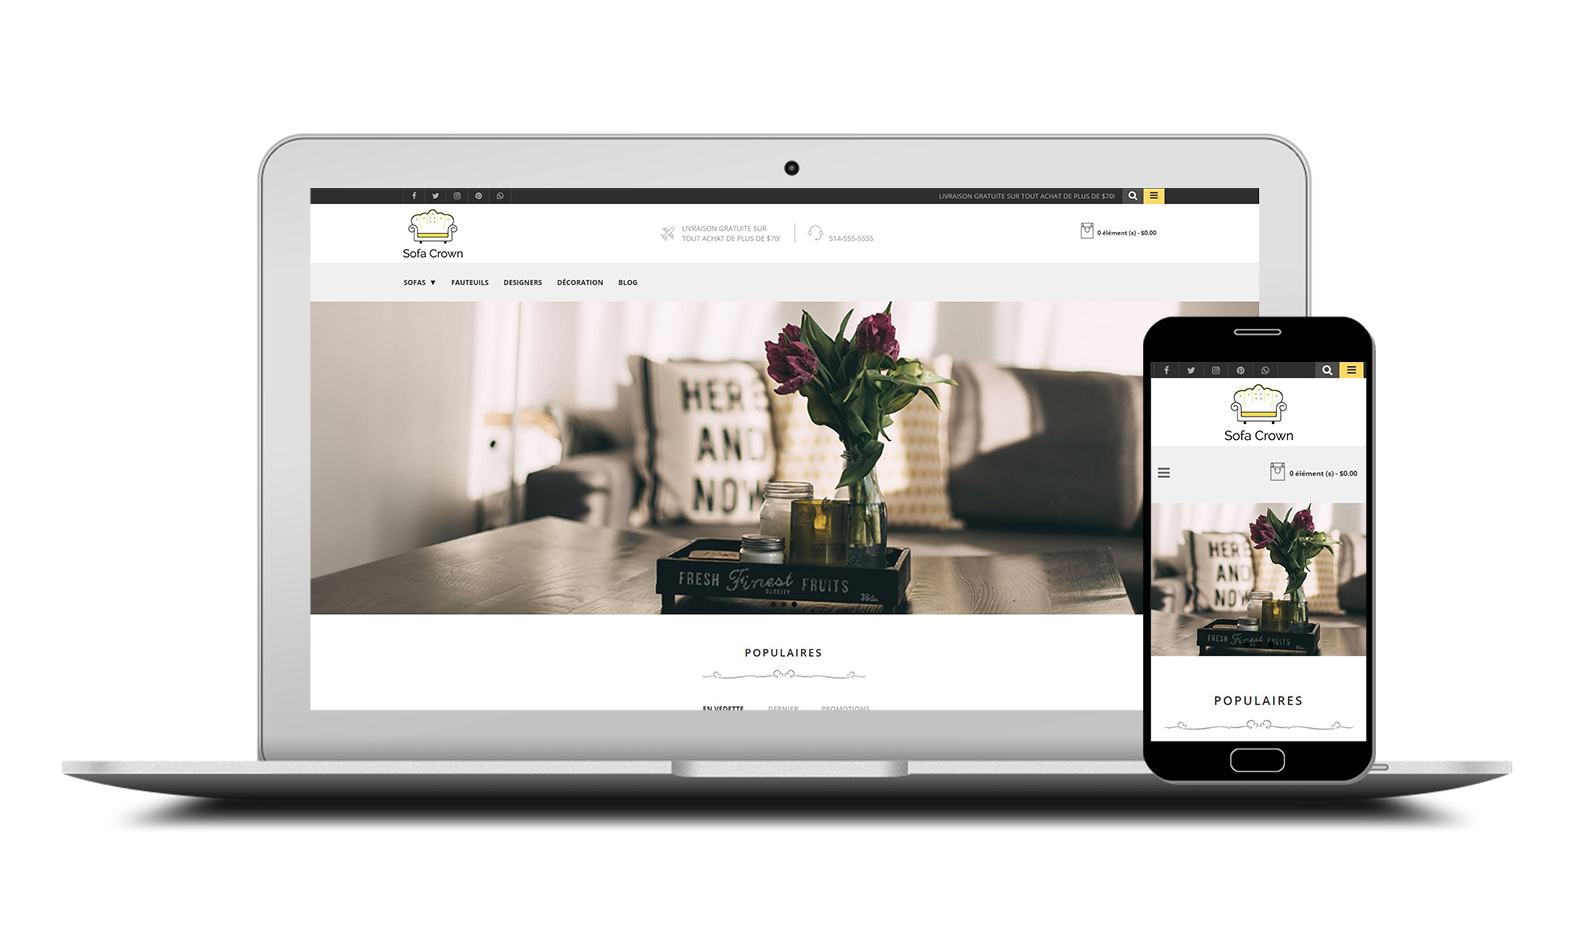 LIVRAISON GRATUITE SUR TOUT ACHAT DE PLUS DE $70!
Sofa Crown
LIVRAISON GRATUITE SUR
TOUT ACHAT DE PLUS DE $70!
514-555-5555
0 élément (s) - $0.00
SOFAS ▼ FAUTEUILS DESIGNERS DÉCORATION BLOG
HERE
AND
NOW
FRESH Finest FRUITS
QUALITY
POPULAIRES
EN VEDETTE DERNIER PROMOTIONS
Sofa Crown
0 élément (s) - $0.00
HERE
AND
NOW
FRESH Finest FRUITS
POPULAIRES